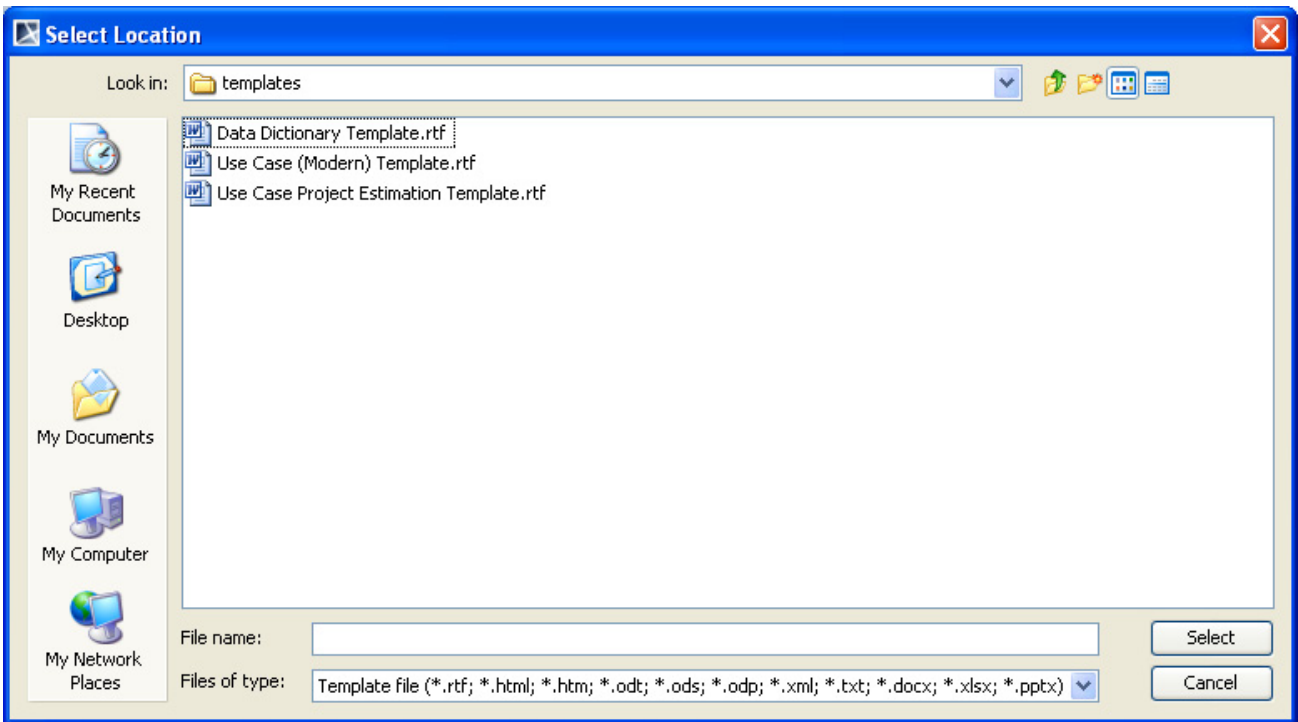 Select Location
Look in:
templates
Data Dictionary Template.rtf
Use Case (Modern) Template.rtf
Use Case Project Estimation Template.rtf
My Recent
Documents
Desktop
My Documents
My Computer
My Network
Places
File name:
Select
Files of type:
Template file (*.rtf; *.html; *.htm; *.odt; *.ods; *.odp; *.xml; *.txt; *.docx; *.xlsx; *.pptx)
Cancel